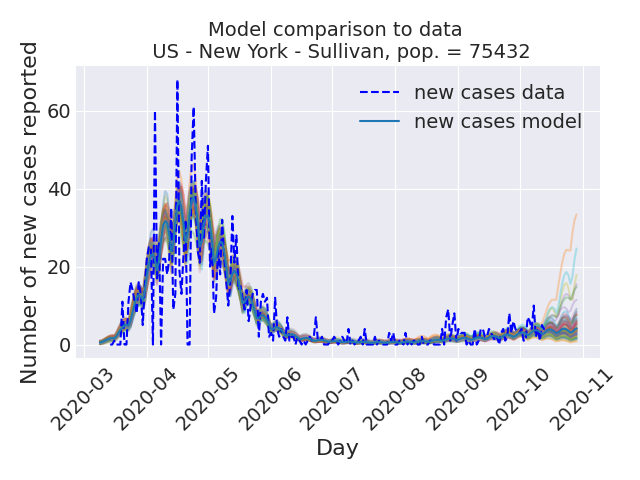 Model comparison to data
US - New York - Sullivan, pop. = 75432
Number of new cases reported
60
40
20
0
new cases data
new cases model
2020-03
2020-04
2020-05
2020-06
2020-07
2020-08
2020-09
2020-10
2020-11
Day